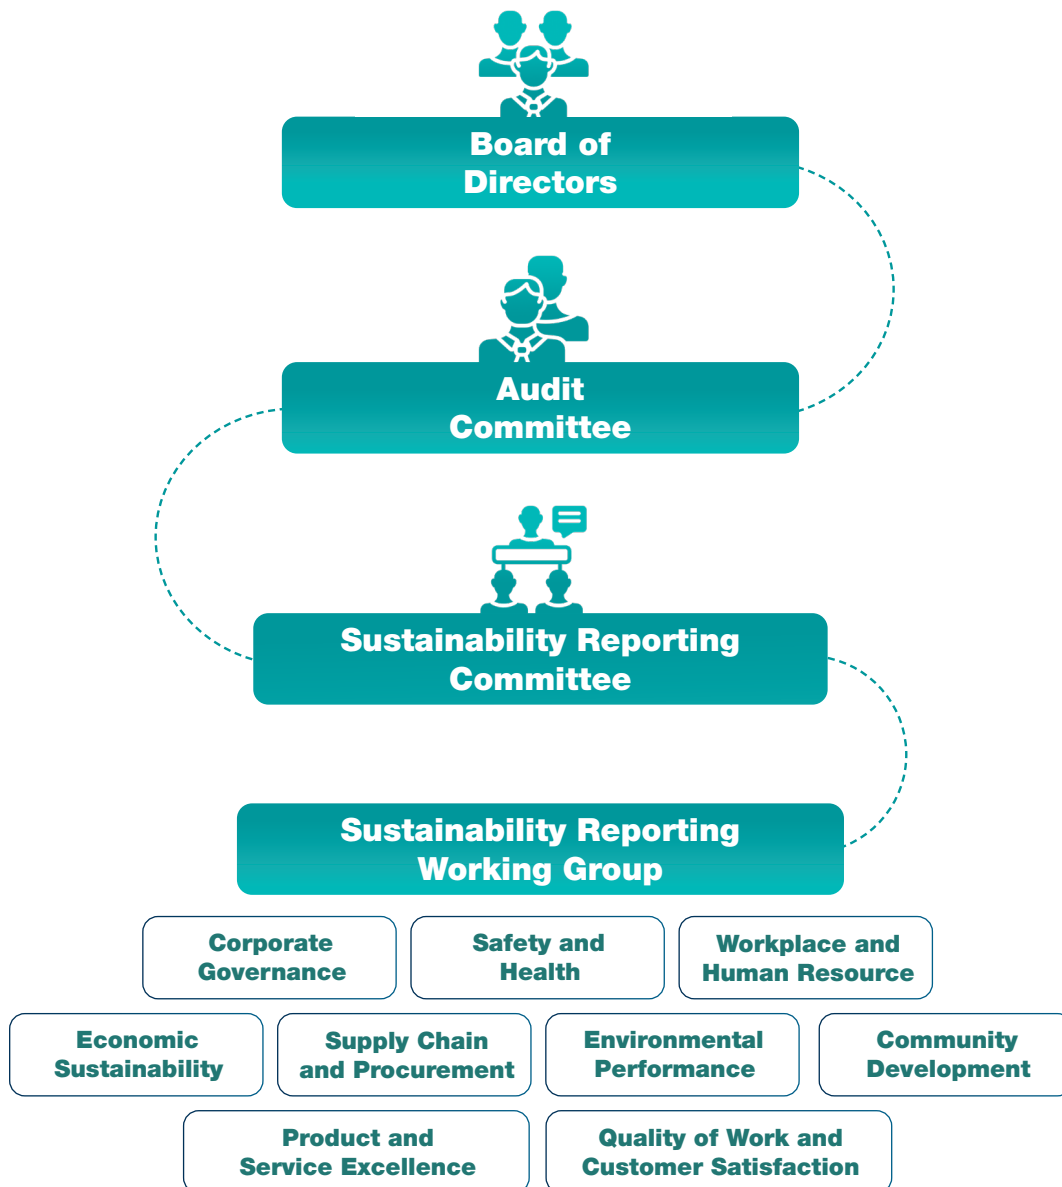 Board of
Directors
Audit
Committee
Sustainability Reporting
Committee
Sustainability Reporting
Working Group
Corporate
Governance
Safety and
Health
Workplace and
Human Resource
Economic
Sustainability
Supply Chain
and Procurement
Environmental
Performance
Community
Development
Product and
Service Excellence
Quality of Work and
Customer Satisfaction